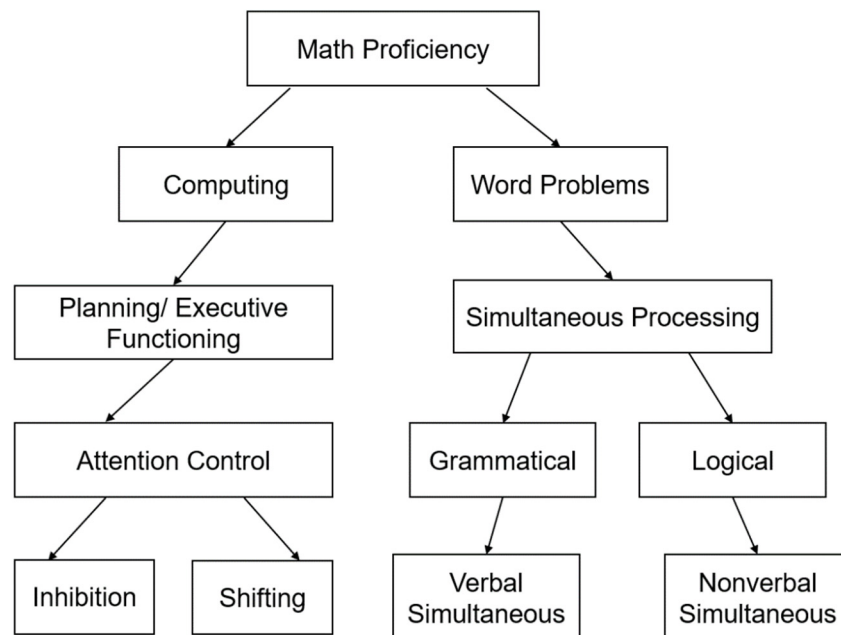 Math Proficiency
Computing
Word Problems
Planning/ Executive
Functioning
Simultaneous Processing
Attention Control
Grammatical
Logical
Inhibition
Shifting
Verbal
Simultaneous
Nonverbal
Simultaneous